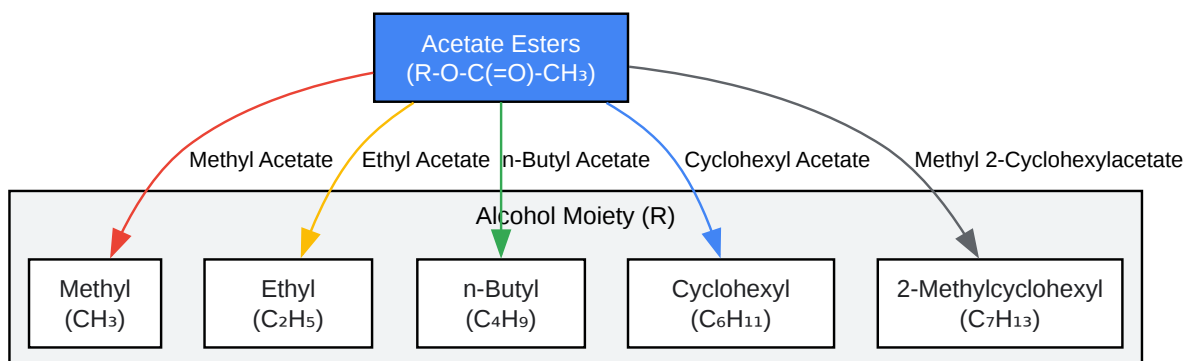 Acetate Esters
(R-O-C(=O)-CH₃)
Methyl Acetate
Ethyl Acetate
n-Butyl Acetate
Cyclohexyl Acetate
Methyl 2-Cyclohexylacetate
Alcohol Moiety (R)
Methyl
(CH₃)
Ethyl
(C₂H₅)
n-Butyl
(C₄H₉)
Cyclohexyl
(C₆H₁₁)
2-Methylcyclohexyl
(C₇H₁₃)